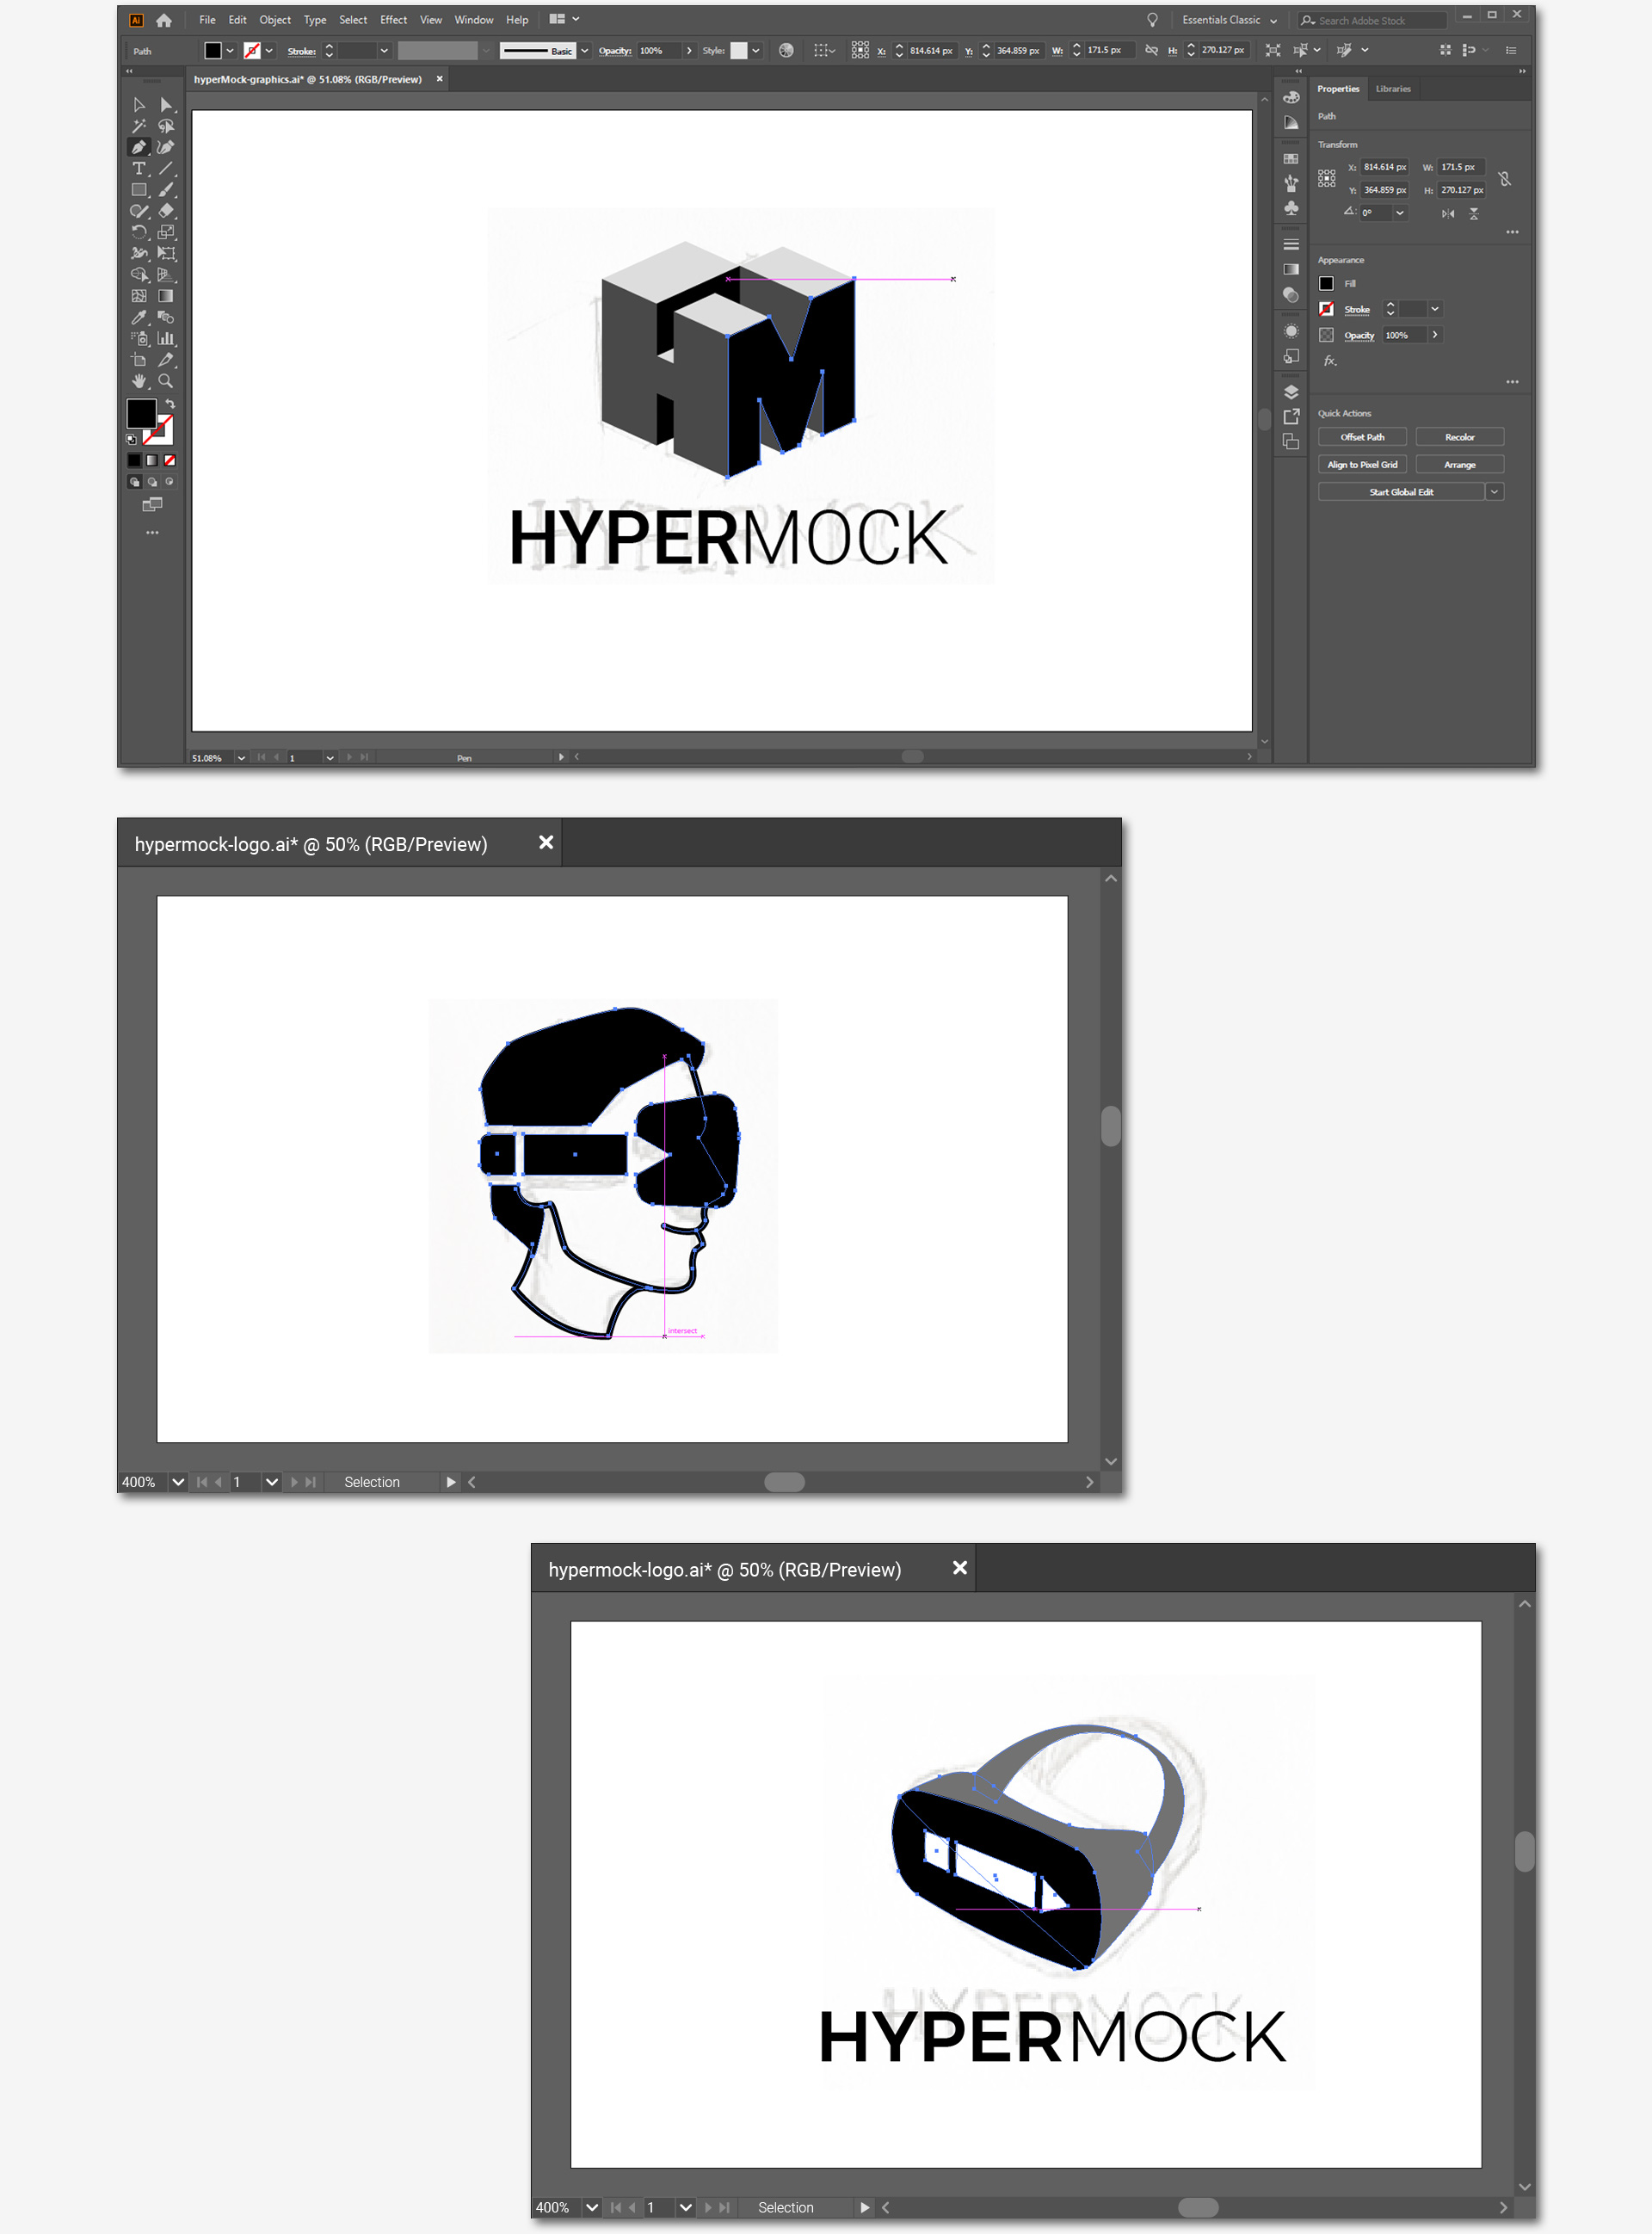 Ai File Edit Object Type Select Effect View Window Help Essentials Classic Search Adobe Stock
Path Stroke: Basic Opacity: 100% Style: X: 814.614 px Y: 364.859 px W: 171.5 px H: 270.127 px
hyperMock-graphics.ai* @ 51.08% (RGB/Preview)
Properties Libraries
Path
Transform
X: 814.614 px W: 171.5 px
Y: 364.859 px H: 270.127 px
0°
Appearance
Fill
Stroke
Opacity 100%
fx.
Quick Actions
Offset Path Recolor
Align to Pixel Grid Arrange
Start Global Edit
HM
HYPERMOCK
51.08% 1 Pen
hypermock-logo.ai* @ 50% (RGB/Preview)
intersect
400% 1 Selection
hypermock-logo.ai* @ 50% (RGB/Preview)
HYPERMOCK
HYPERMOCK
400% 1 Selection